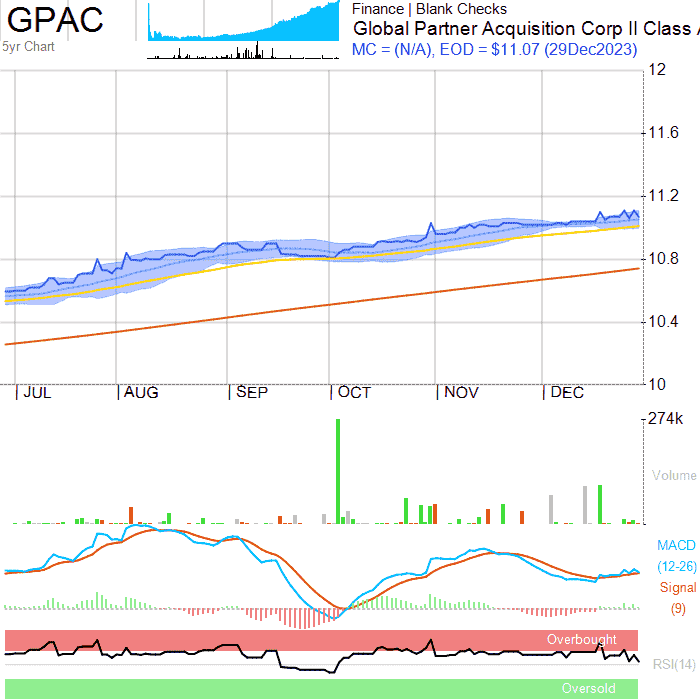 GPAC
5yr Chart
Finance | Blank Checks
Global Partner Acquisition Corp II Class
MC = (N/A), EOD = $11.07 (29Dec2023)
12
11.6
11.2
10.8
10.4
10
JUL
AUG
SEP
OCT
NOV
DEC
274k
Volume
MACD
(12-26)
Signal
(9)
Overbought
RSI(14)
Oversold